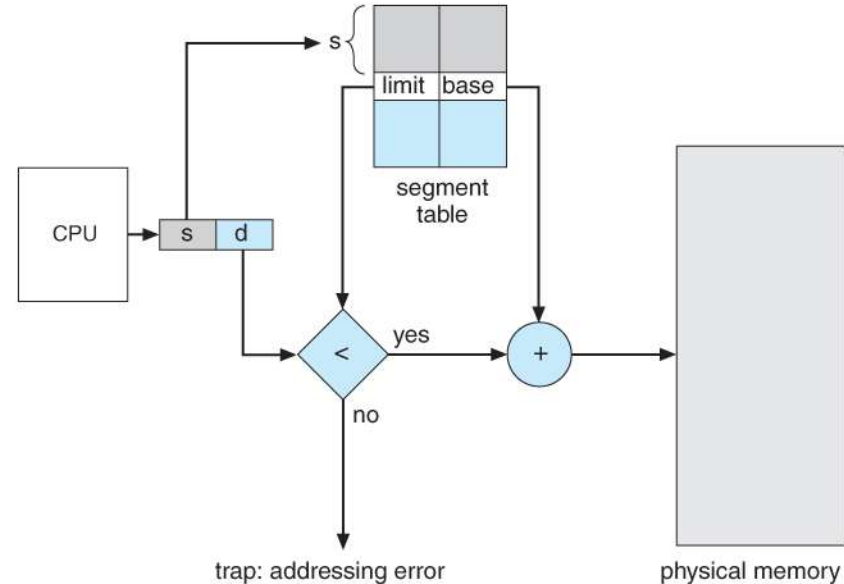 s
limit base
segment
table
CPU
s d
<
yes
+
no
trap: addressing error
physical memory